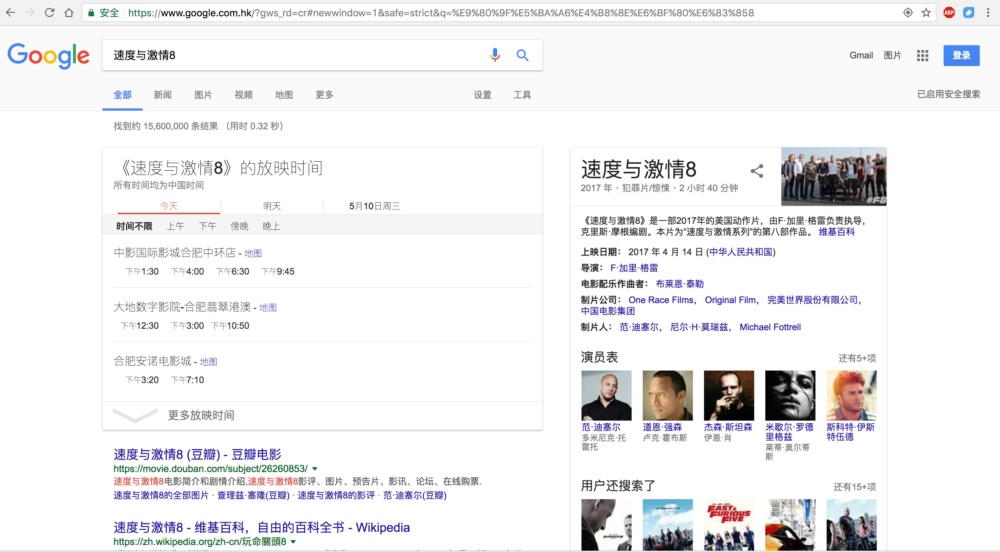 安全 https://www.google.com.hk/?gws_rd=cr#newwindow=1&safe=strict&q=%E9%80%9F%E5%BA%A6%E4%B8%8E%E6%BF%80%E6%83%858
ABP
Google
速度与激情8
Gmail 图片 登录
全部 新闻 图片 视频 地图 更多 设置 工具
已启用安全搜索
找到约 15,600,000 条结果 （用时 0.32 秒）
《速度与激情8》的放映时间
所有时间均为中国时间
今天 明天 5月10日周三
时间不限 上午 下午 傍晚 晚上
中影国际影城合肥中环店 - 地图
下午1:30 下午4:00 下午6:30 下午9:45
大地数字影院-合肥翡翠港澳 - 地图
下午12:30 下午3:00 下午10:50
合肥安诺电影城 - 地图
下午3:20 下午7:10
更多放映时间
速度与激情8 (豆瓣) - 豆瓣电影
https://movie.douban.com/subject/26260853/
速度与激情8电影简介和剧情介绍,速度与激情8影评、图片、预告片、影讯、论坛、在线购票.
速度与激情8的全部图片 · 查理兹·塞隆(豆瓣) · 速度与激情8的影评 · 范·迪塞尔(豆瓣)
速度与激情8 - 维基百科，自由的百科全书 - Wikipedia
https://zh.wikipedia.org/zh-cn/玩命關頭8
速度与激情8
2017 年 · 犯罪片/惊悚 · 2 小时 40 分钟
#F8
《速度与激情8》是一部2017年的美国动作片，由F·加里·格雷负责执导，
克里斯·摩根编剧。本片为“速度与激情系列”的第八部作品。 维基百科
上映日期： 2017 年 4 月 14 日 (中华人民共和国)
导演： F·加里·格雷
电影配乐作曲者： 布莱恩·泰勒
制片公司： One Race Films， Original Film， 完美世界股份有限公司，
中国电影集团
制片人： 范·迪塞尔， 尼尔·H·莫瑞兹， Michael Fottrell
演员表 还有5+项
范·迪塞尔
多米尼克·托
雷托
道恩·强森
卢克·霍布斯
杰森·斯坦森
伊恩·肖
米歇尔·罗德
里格兹
莱蒂·奥尔蒂
斯
斯科特·伊斯
特伍德
用户还搜索了 还有15+项
FAST &
FURIOUS
FIVE